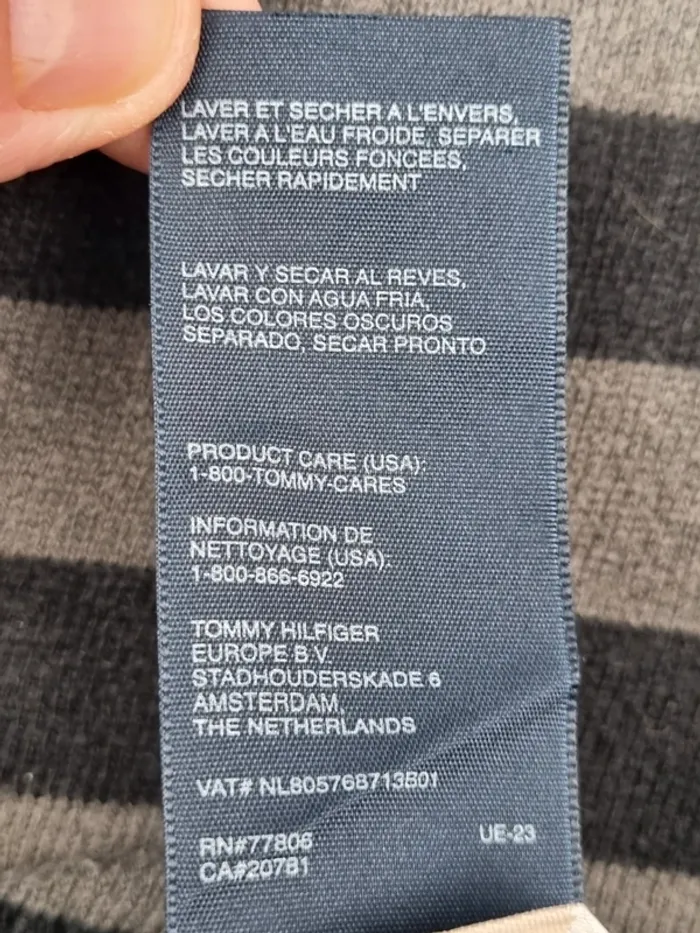 LAVER ET SECHER A L'ENVERS,
LAVER A L'EAU FROIDE, SEPARER
LES COULEURS FONCEES,
SECHER RAPIDEMENT
LAVAR Y SECAR AL REVES,
LAVAR CON AGUA FRIA,
LOS COLORES OSCUROS
SEPARADO, SECAR PRONTO
PRODUCT CARE (USA):
1-800-TOMMY-CARES
INFORMATION DE
NETTOYAGE (USA).
1-800-866-6922
TOMMY HILFIGER
EUROPE B.V.
STADHOUDERSKADE 6
AMSTERDAM,
THE NETHERLANDS
VAT# NL805768713B01
RN#77806 UE-23
CA#20781